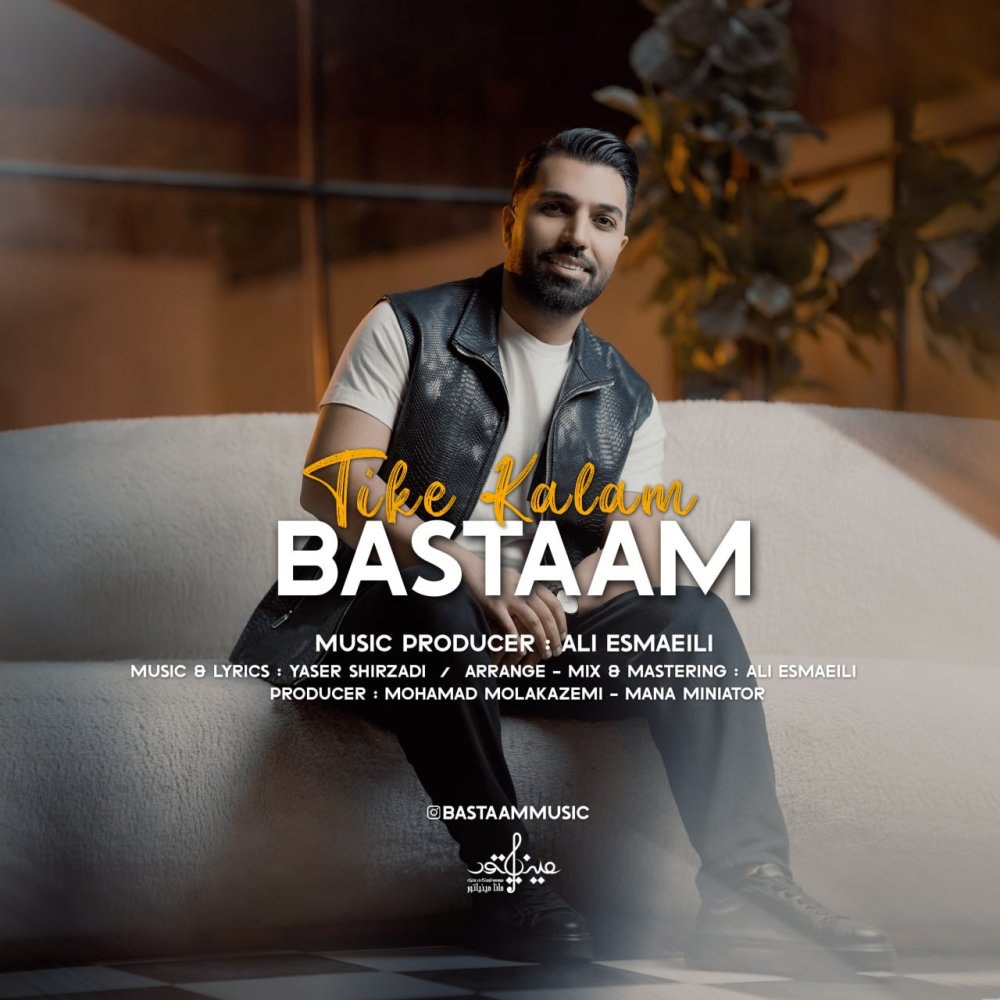 Tike Kalam
BASTAAM
MUSIC PRODUCER : ALI ESMAEILI
MUSIC & LYRICS : YASER SHIRZADI / ARRANGE - MIX & MASTERING : ALI ESMAEILI
PRODUCER : MOHAMAD MOLAKAZEMI - MANA MINIATOR
@BASTAAMMUSIC
مینیاتور
مانا مینیاتور